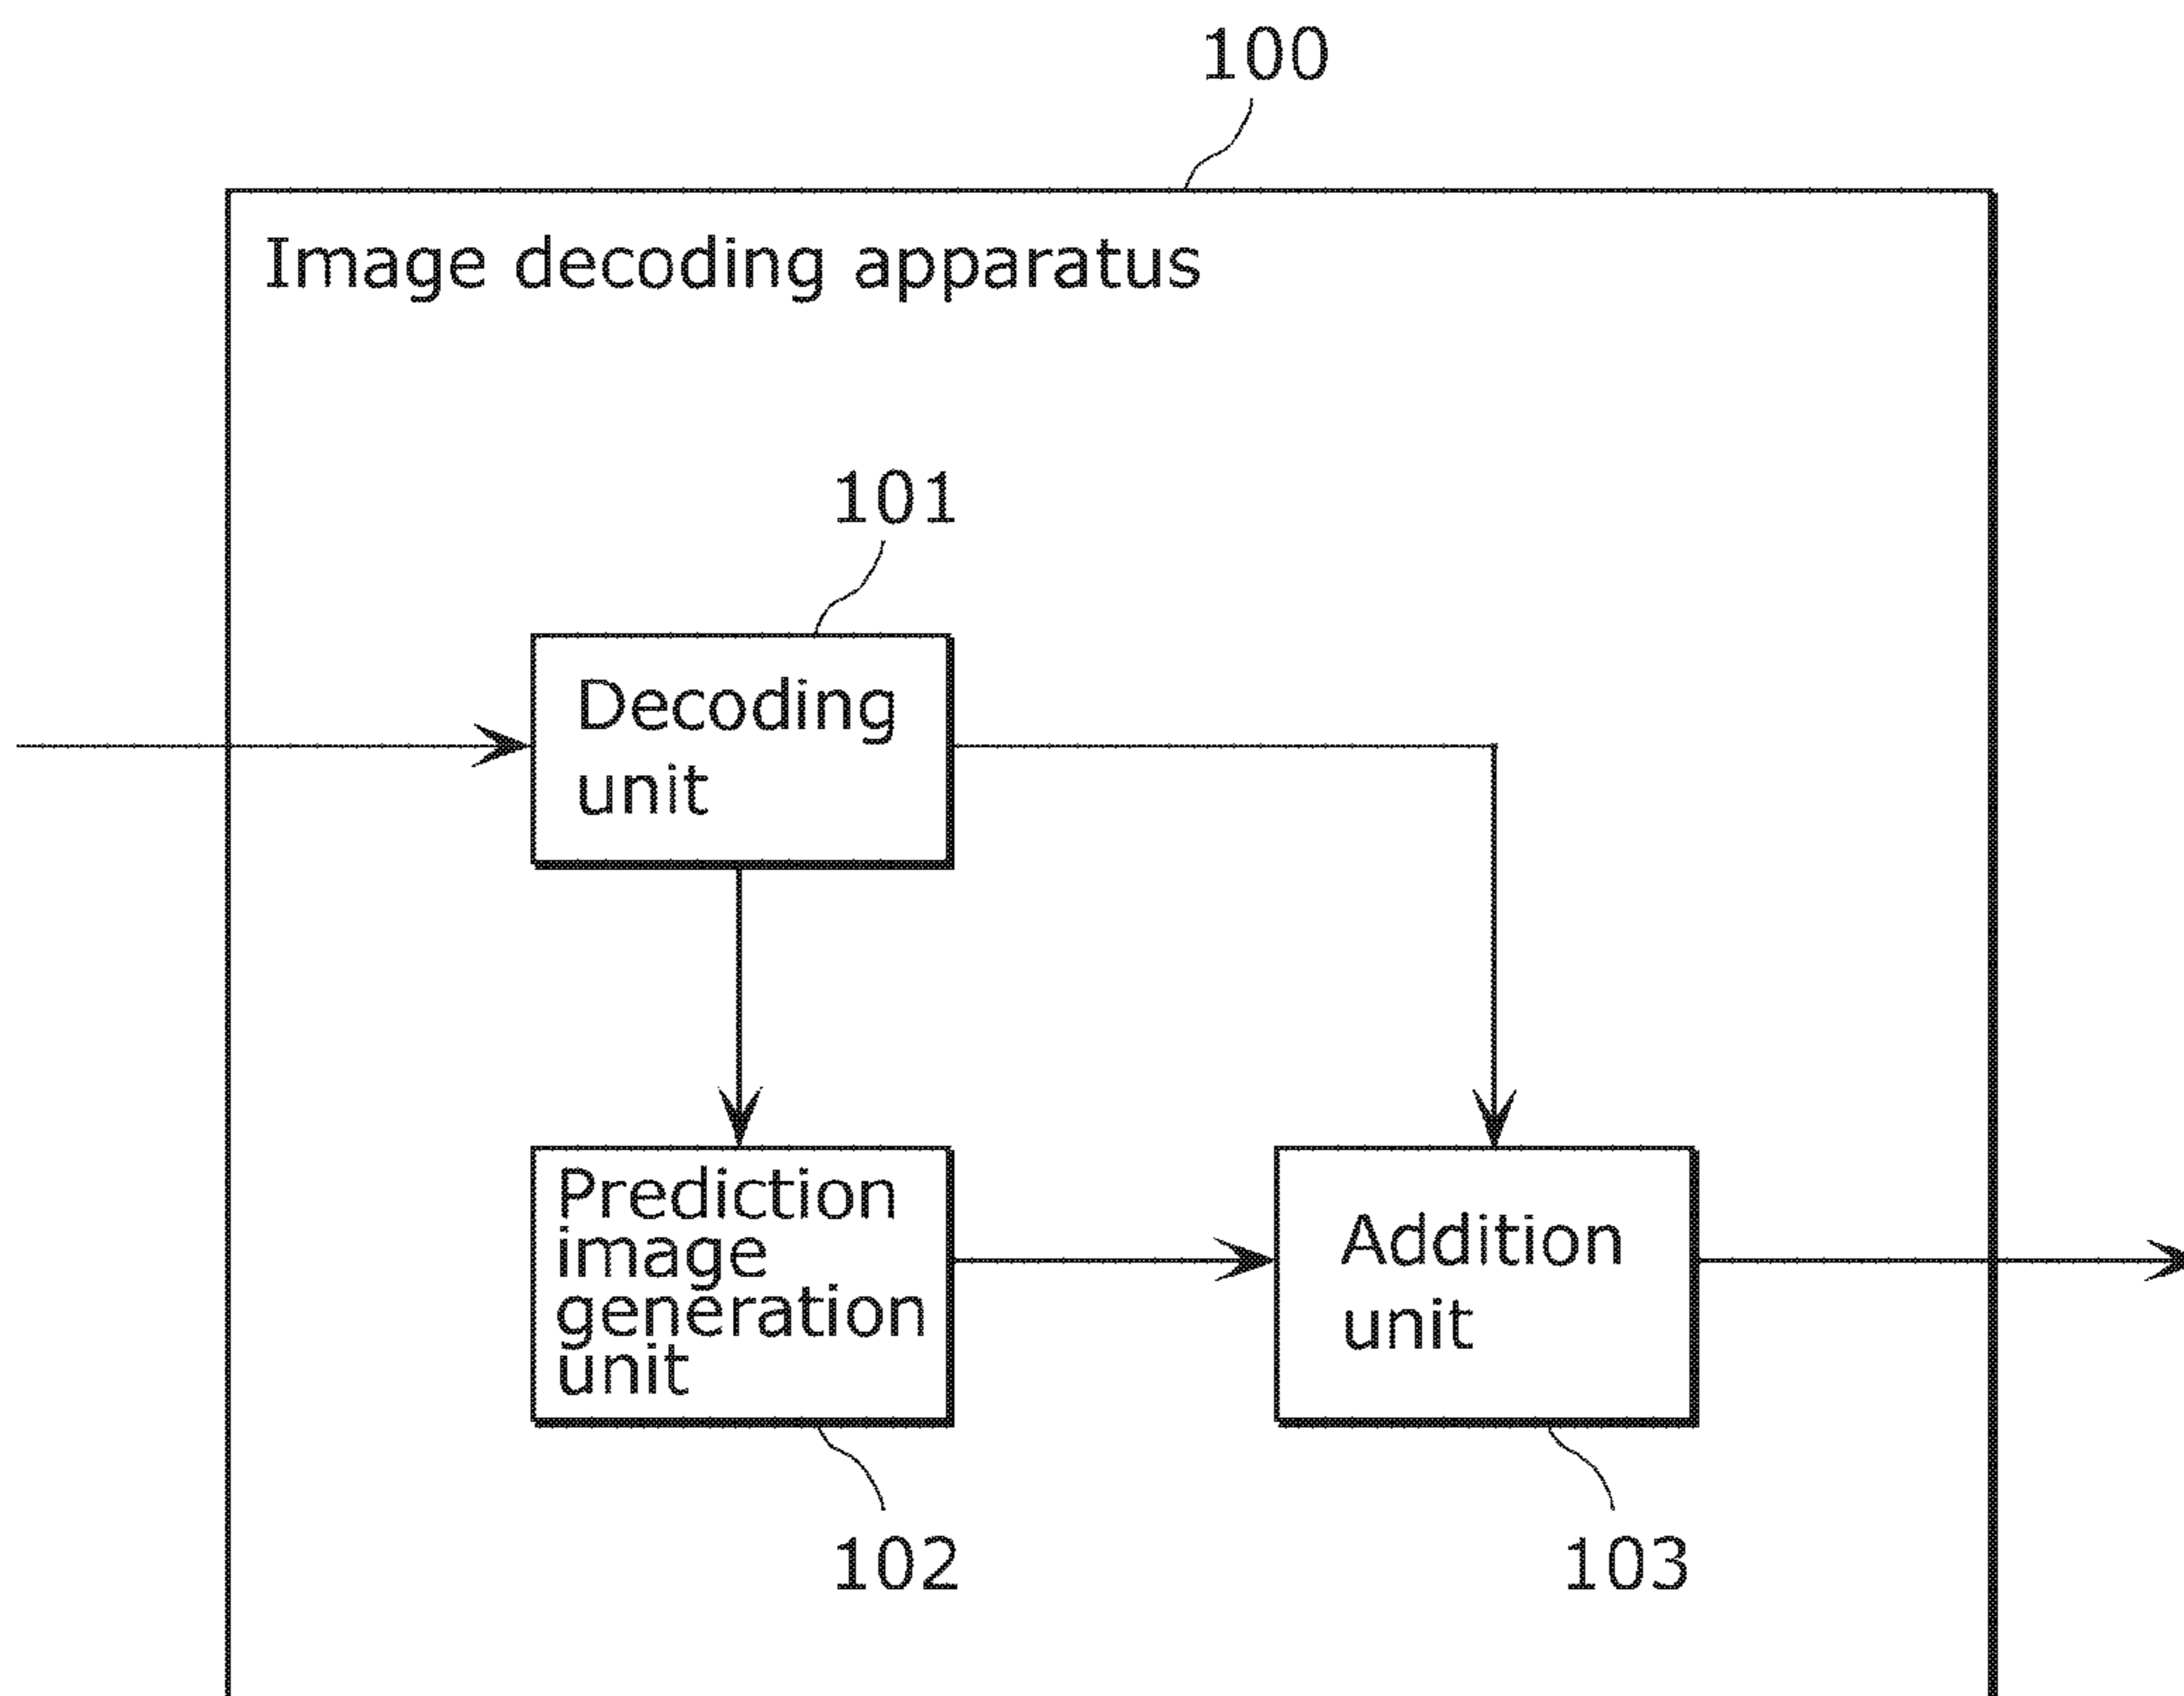 100
Image decoding apparatus
101
Decoding
unit
Prediction
image
generation
unit
Addition
unit
102
103